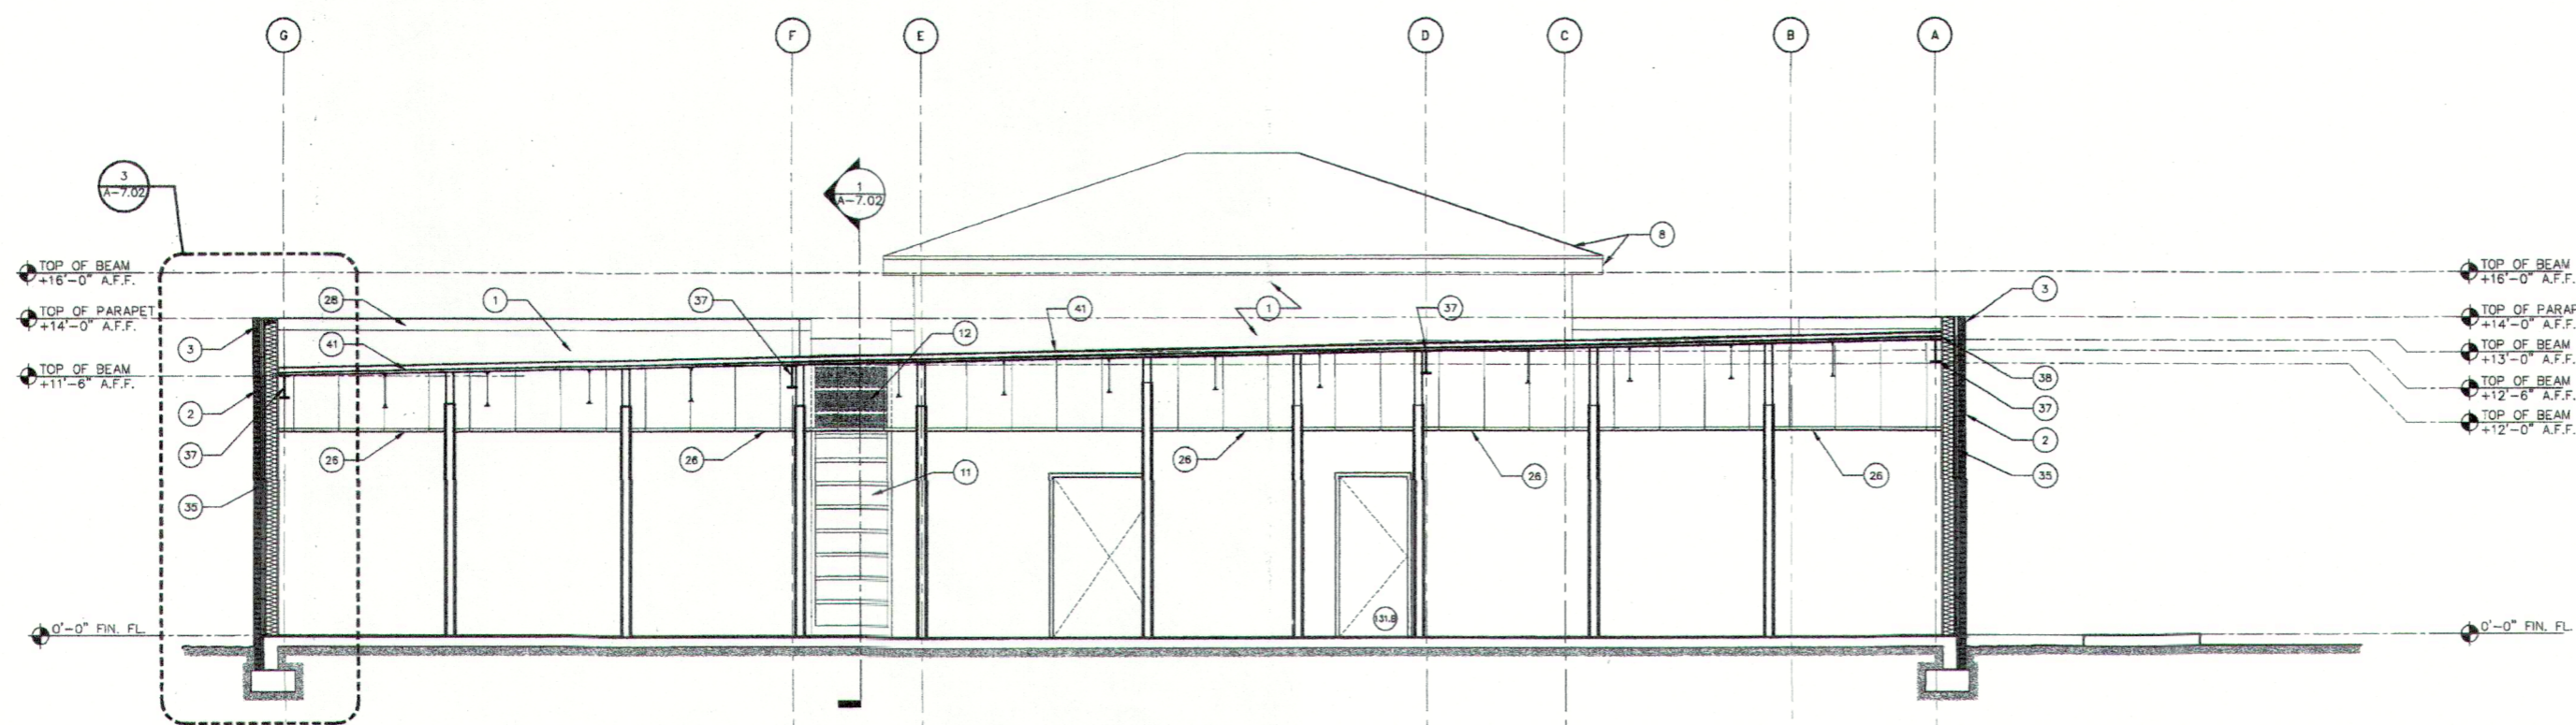 G F E D C B A
3
A-7.02
1
A-7.02
8
TOP OF BEAM
+16'-0" A.F.F.
TOP OF BEAM
+16'-0" A.F.F.
28 1 37 41 1 37 3
TOP OF PARAPET
+14'-0" A.F.F.
TOP OF PARAP
+14'-0" A.F.F.
3 41 12
TOP OF BEAM
+13'-0" A.F.F.
TOP OF BEAM
+11'-6" A.F.F.
38
TOP OF BEAM
+12'-6" A.F.F.
2 37
TOP OF BEAM
+12'-0" A.F.F.
37 26 26 26 2
11 26 26 35
35
131.B
0'-0" FIN. FL.
0'-0" FIN. FL.